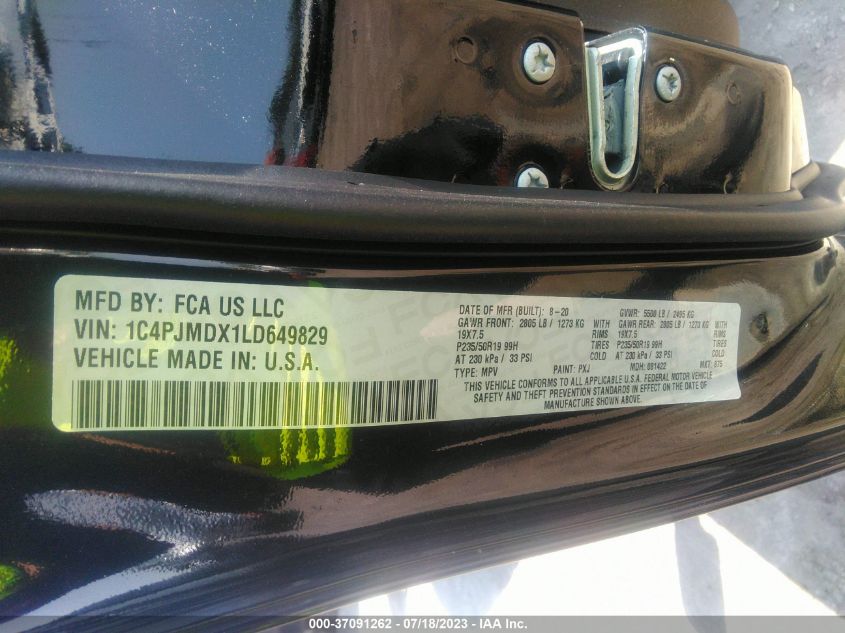 MFD BY: FCA US LLC
VIN: 1C4PJMDX1LD649829
VEHICLE MADE IN: U.S.A.
DATE OF MFR (BUILT): 8-20 GVWR: 5500 LB / 2495 KG
GAWR FRONT: 2805 LB / 1273 KG GAWR REAR: 2805 LB / 1273 KG
19X7.5 TIRES 19X7.5 TIRES
P235/50R19 99H P235/50R19 99H
AT 230 kPa / 33 PSI COLD AT 230 kPa / 33 PSI COLD
TYPE: MPV PAINT: PXJ MDH: 081422 MXT: 675
THIS VEHICLE CONFORMS TO ALL APPLICABLE U.S.A. FEDERAL MOTOR VEHICLE
SAFETY AND THEFT PREVENTION STANDARDS IN EFFECT ON THE DATE OF
MANUFACTURE SHOWN ABOVE.
000-37091262 - 07/18/2023 - IAA Inc.